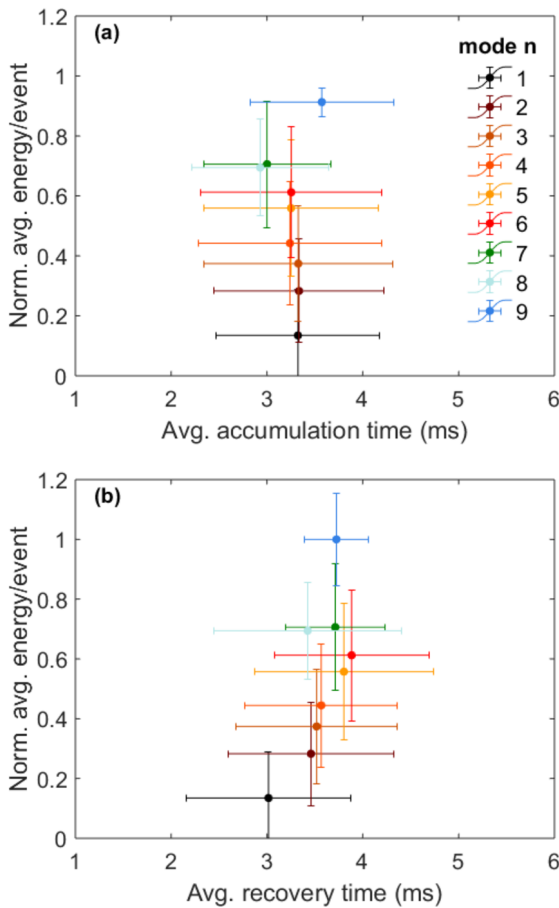 (a)
mode n
1
2
3
4
5
6
7
8
9
Norm. avg. energy/event
1.2
1
0.8
0.6
0.4
0.2
0
1 2 3 4 5 6
Avg. accumulation time (ms)
(b)
Norm. avg. energy/event
1.2
1
0.8
0.6
0.4
0.2
0
1 2 3 4 5 6
Avg. recovery time (ms)